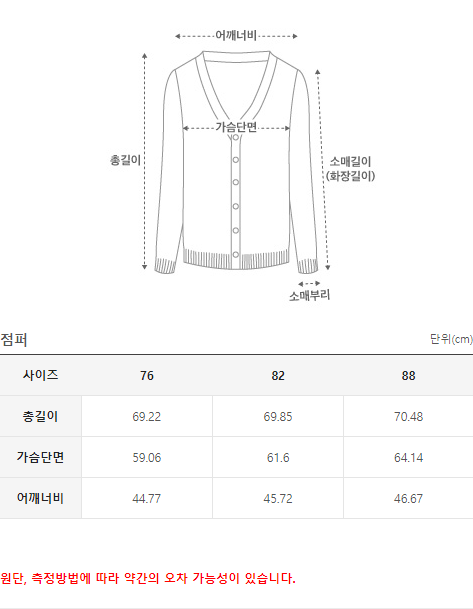 어깨너비
가슴단면
총길이
소매길이
(화장길이)
소매부리
점퍼 단위(cm)
사이즈 76 82 88
총길이 69.22 69.85 70.48
가슴단면 59.06 61.6 64.14
어깨너비 44.77 45.72 46.67
원단, 측정방법에 따라 약간의 오차 가능성이 있습니다.